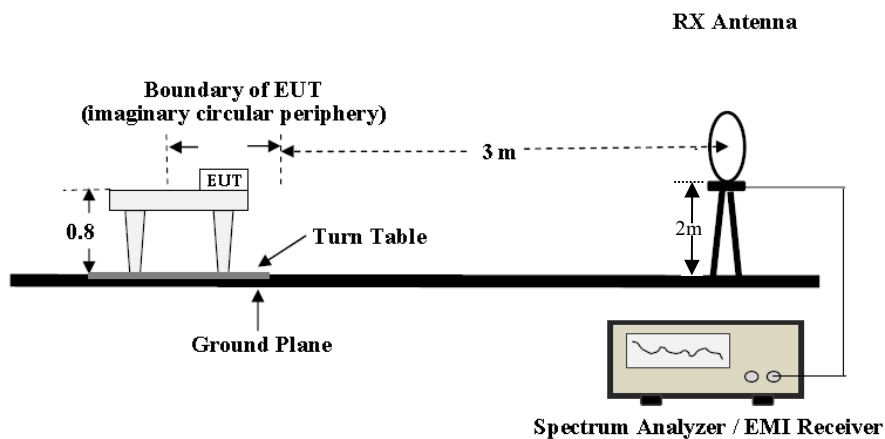 RX Antenna
Boundary of EUT
(imaginary circular periphery)
3 m
EUT
0.8
2m
Turn Table
Ground Plane
Spectrum Analyzer / EMI Receiver